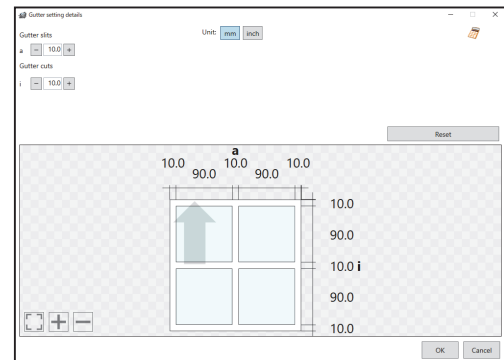 Gutter setting details
Gutter slits
Unit: mm inch
a − 10.0 +
Gutter cuts
i − 10.0 +
Reset
a
10.0 10.0 10.0
90.0 90.0
10.0
90.0
10.0 i
90.0
10.0
OK Cancel